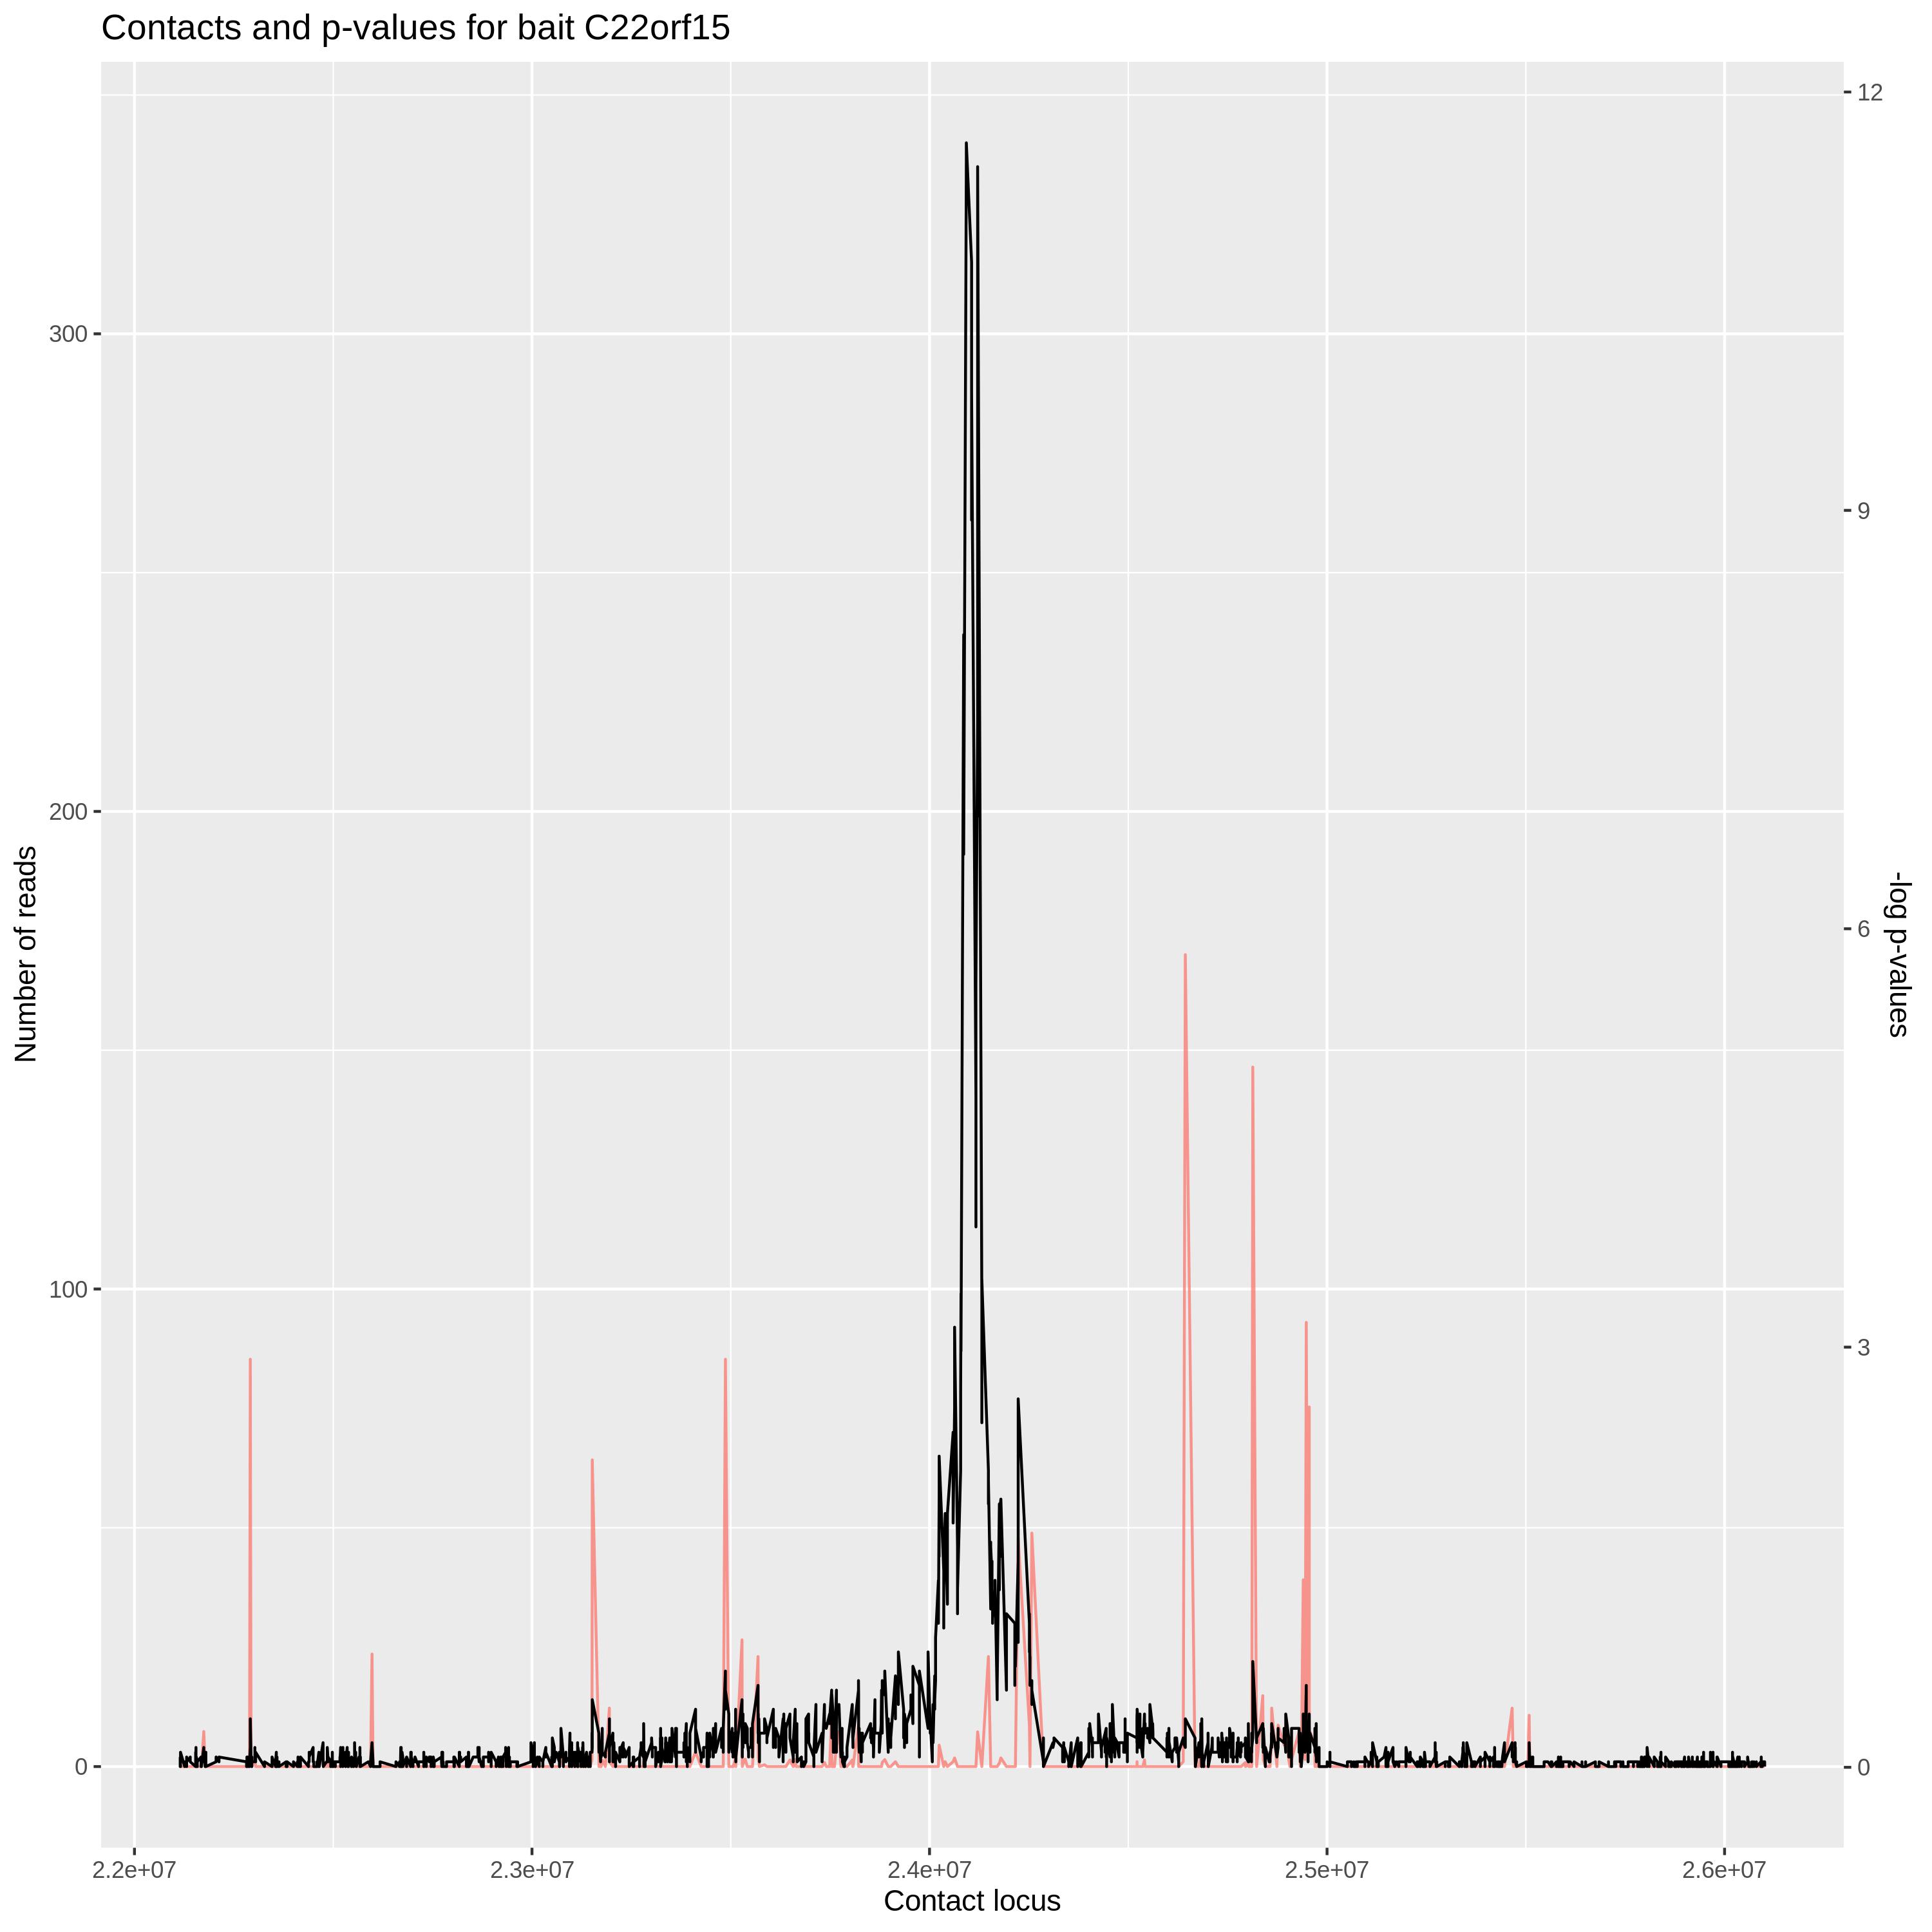 Contacts and p-values for bait C22orf15
12
9
6
3
0
300
200
100
0
Number of reads
-log p-values
2.2e+07 2.3e+07 2.4e+07 2.5e+07 2.6e+07
Contact locus